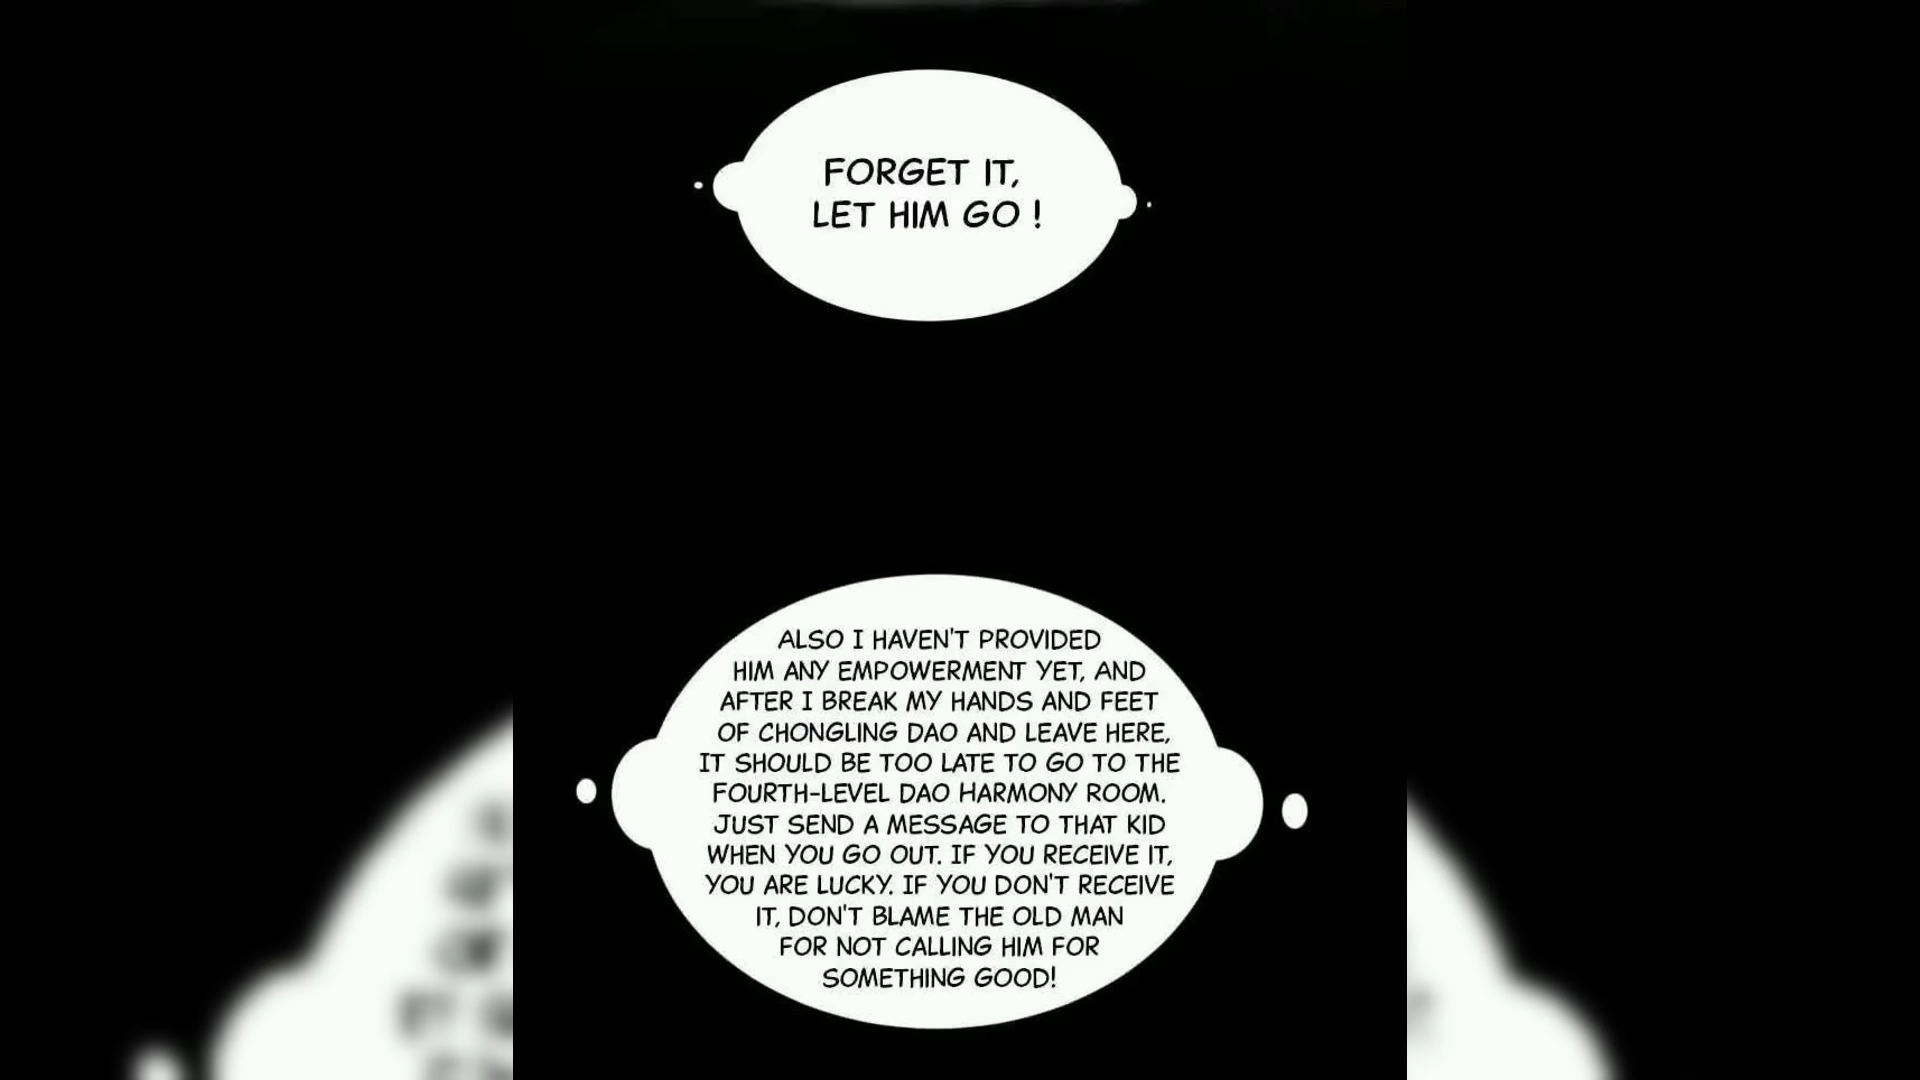 FORGET IT,
LET HIM GO !
ALSO I HAVEN'T PROVIDED
HIM ANY EMPOWERMENT YET, AND
AFTER I BREAK MY HANDS AND FEET
OF CHONGLING DAO AND LEAVE HERE,
IT SHOULD BE TOO LATE TO GO TO THE
FOURTH-LEVEL DAO HARMONY ROOM.
JUST SEND A MESSAGE TO THAT KID
WHEN YOU GO OUT. IF YOU RECEIVE IT,
YOU ARE LUCKY. IF YOU DON'T RECEIVE
IT, DON'T BLAME THE OLD MAN
FOR NOT CALLING HIM FOR
SOMETHING GOOD!